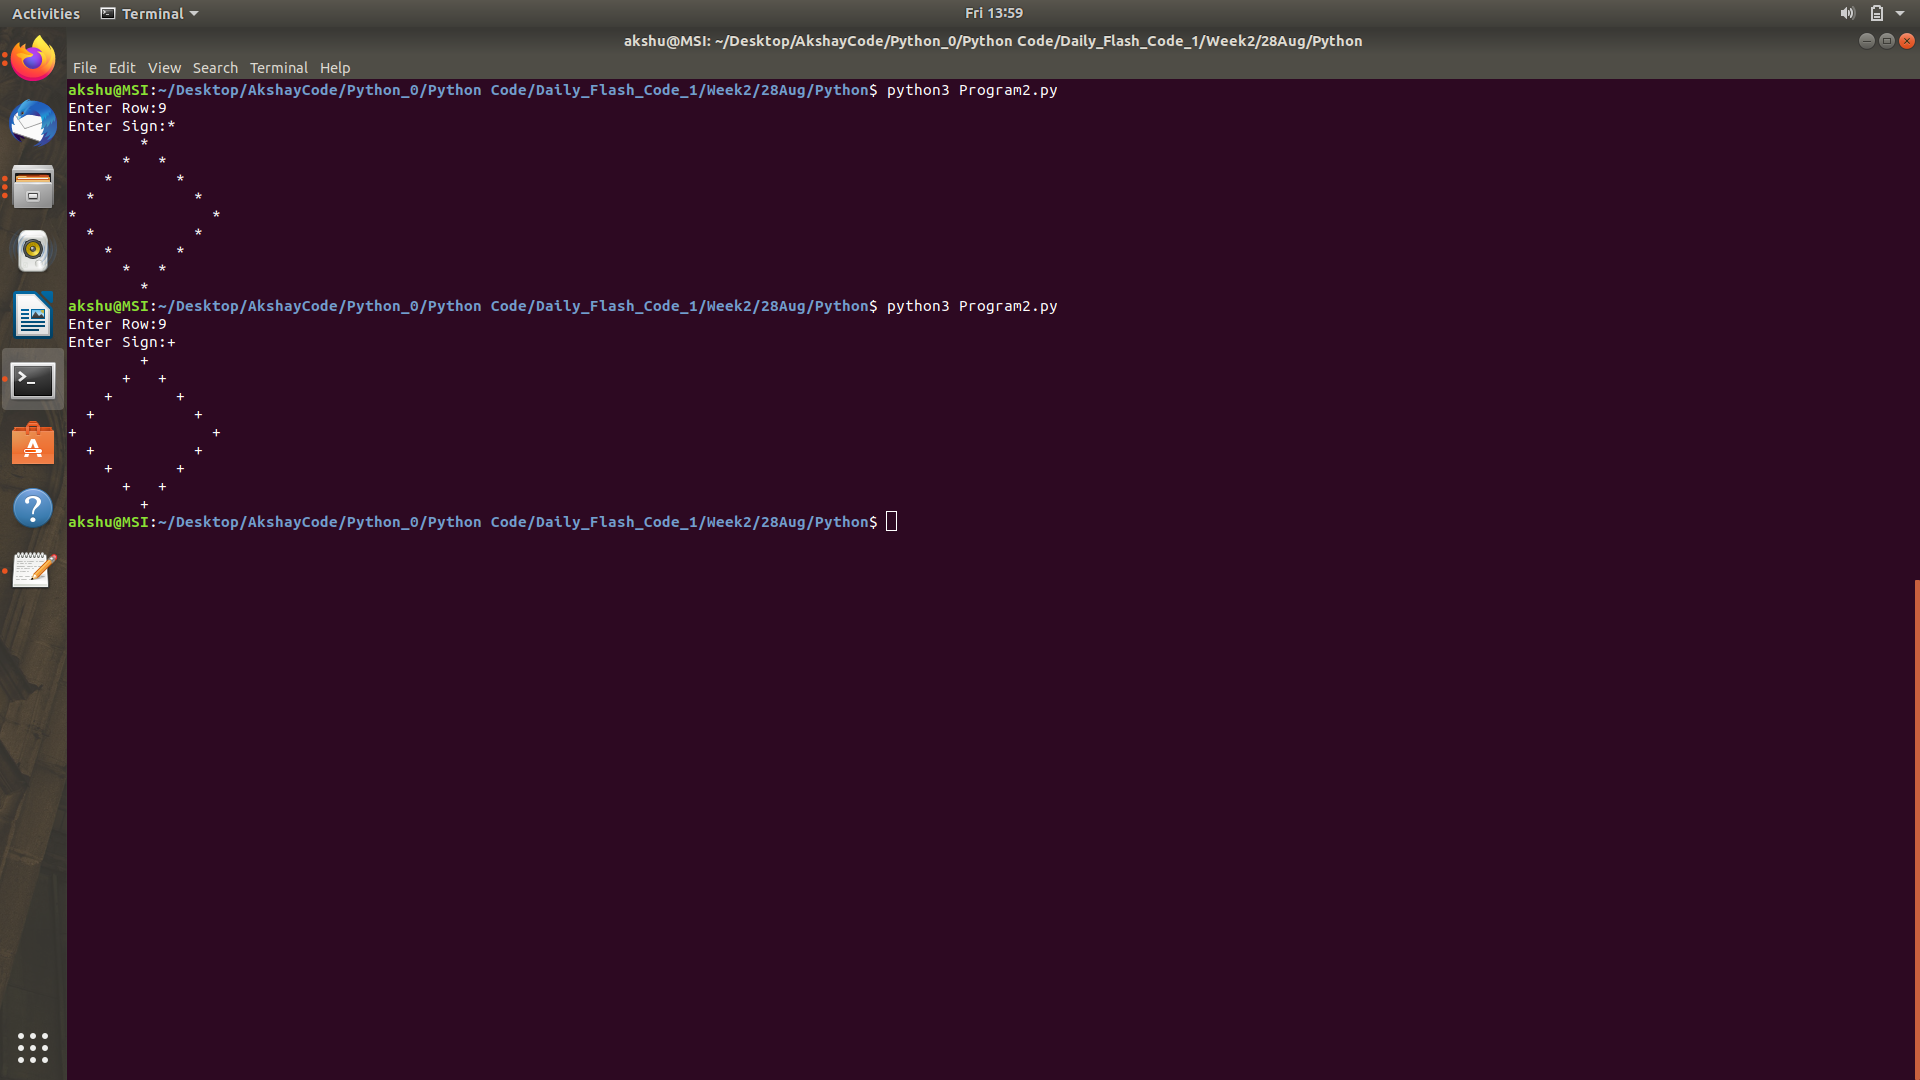 Activities Terminal Fri 13:59
akshu@MSI: ~/Desktop/AkshayCode/Python_0/Python Code/Daily_Flash_Code_1/Week2/28Aug/Python
File Edit View Search Terminal Help
akshu@MSI:~/Desktop/AkshayCode/Python_0/Python Code/Daily_Flash_Code_1/Week2/28Aug/Python$ python3 Program2.py
Enter Row:9
Enter Sign:*
        *
      *   *
    *       *
  *           *
*               *
  *           *
    *       *
      *   *
        *
akshu@MSI:~/Desktop/AkshayCode/Python_0/Python Code/Daily_Flash_Code_1/Week2/28Aug/Python$ python3 Program2.py
Enter Row:9
Enter Sign:+
        +
      +   +
    +       +
  +           +
+               +
  +           +
    +       +
      +   +
        +
akshu@MSI:~/Desktop/AkshayCode/Python_0/Python Code/Daily_Flash_Code_1/Week2/28Aug/Python$